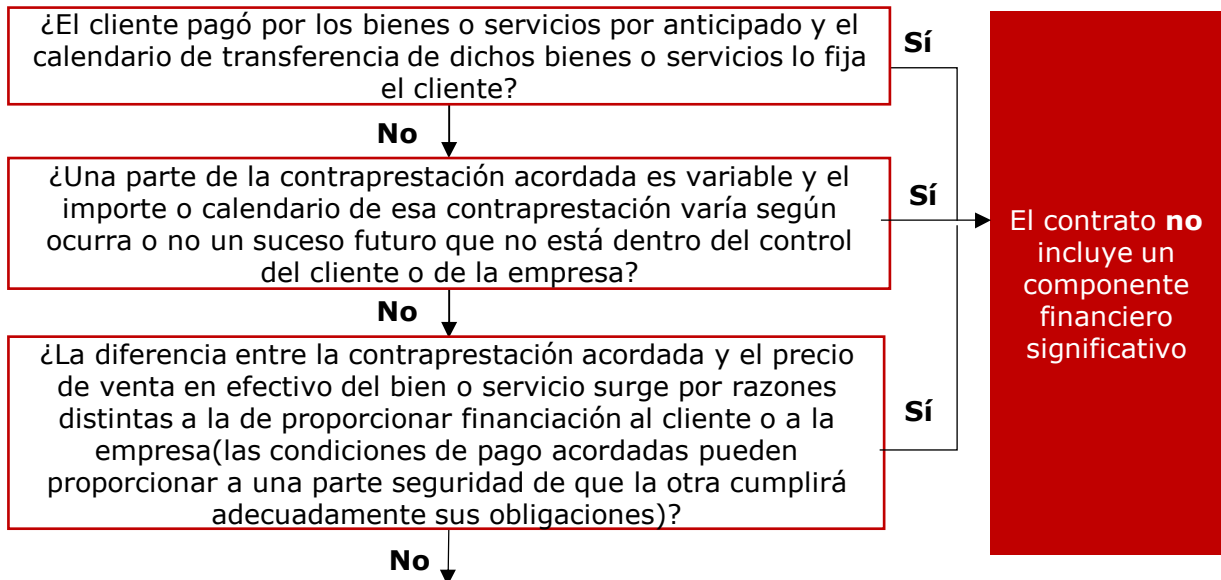 ¿El cliente pagó por los bienes o servicios por anticipado y el
calendario de transferencia de dichos bienes o servicios lo fija
el cliente?
Sí
No
¿Una parte de la contraprestación acordada es variable y el
importe o calendario de esa contraprestación varía según
ocurra o no un suceso futuro que no está dentro del control
del cliente o de la empresa?
Sí
No
¿La diferencia entre la contraprestación acordada y el precio
de venta en efectivo del bien o servicio surge por razones
distintas a la de proporcionar financiación al cliente o a la
empresa(las condiciones de pago acordadas pueden
proporcionar a una parte seguridad de que la otra cumplirá
adecuadamente sus obligaciones)?
Sí
No
El contrato no
incluye un
componente
financiero
significativo